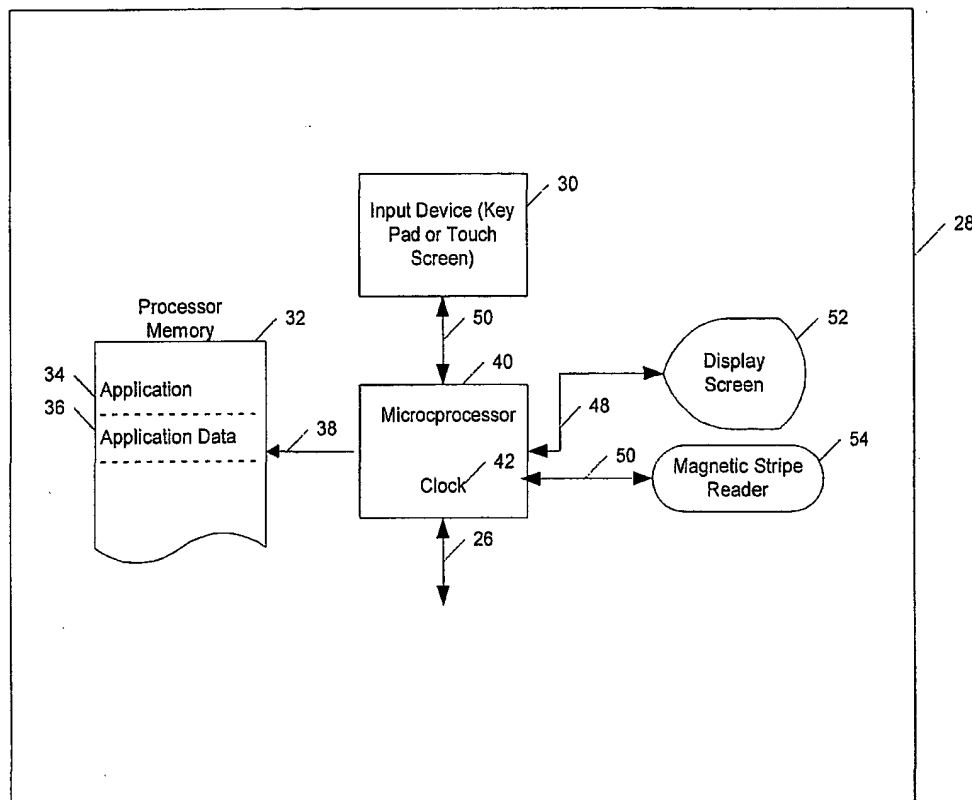 30
Input Device (Key
Pad or Touch
Screen)
28
Processor
Memory
32
50
52
34
Application
40
Display
Screen
36
Application Data
38
Microcprocessor
48
54
42
Clock
50
Magnetic Stripe
Reader
26